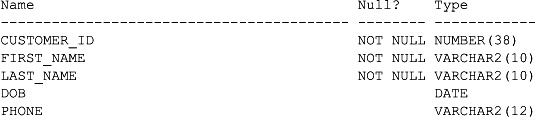 Name Null? Type
----------------------------------------- -------- ------------
CUSTOMER_ID NOT NULL NUMBER(38)
FIRST_NAME NOT NULL VARCHAR2(10)
LAST_NAME NOT NULL VARCHAR2(10)
DOB DATE
PHONE VARCHAR2(12)